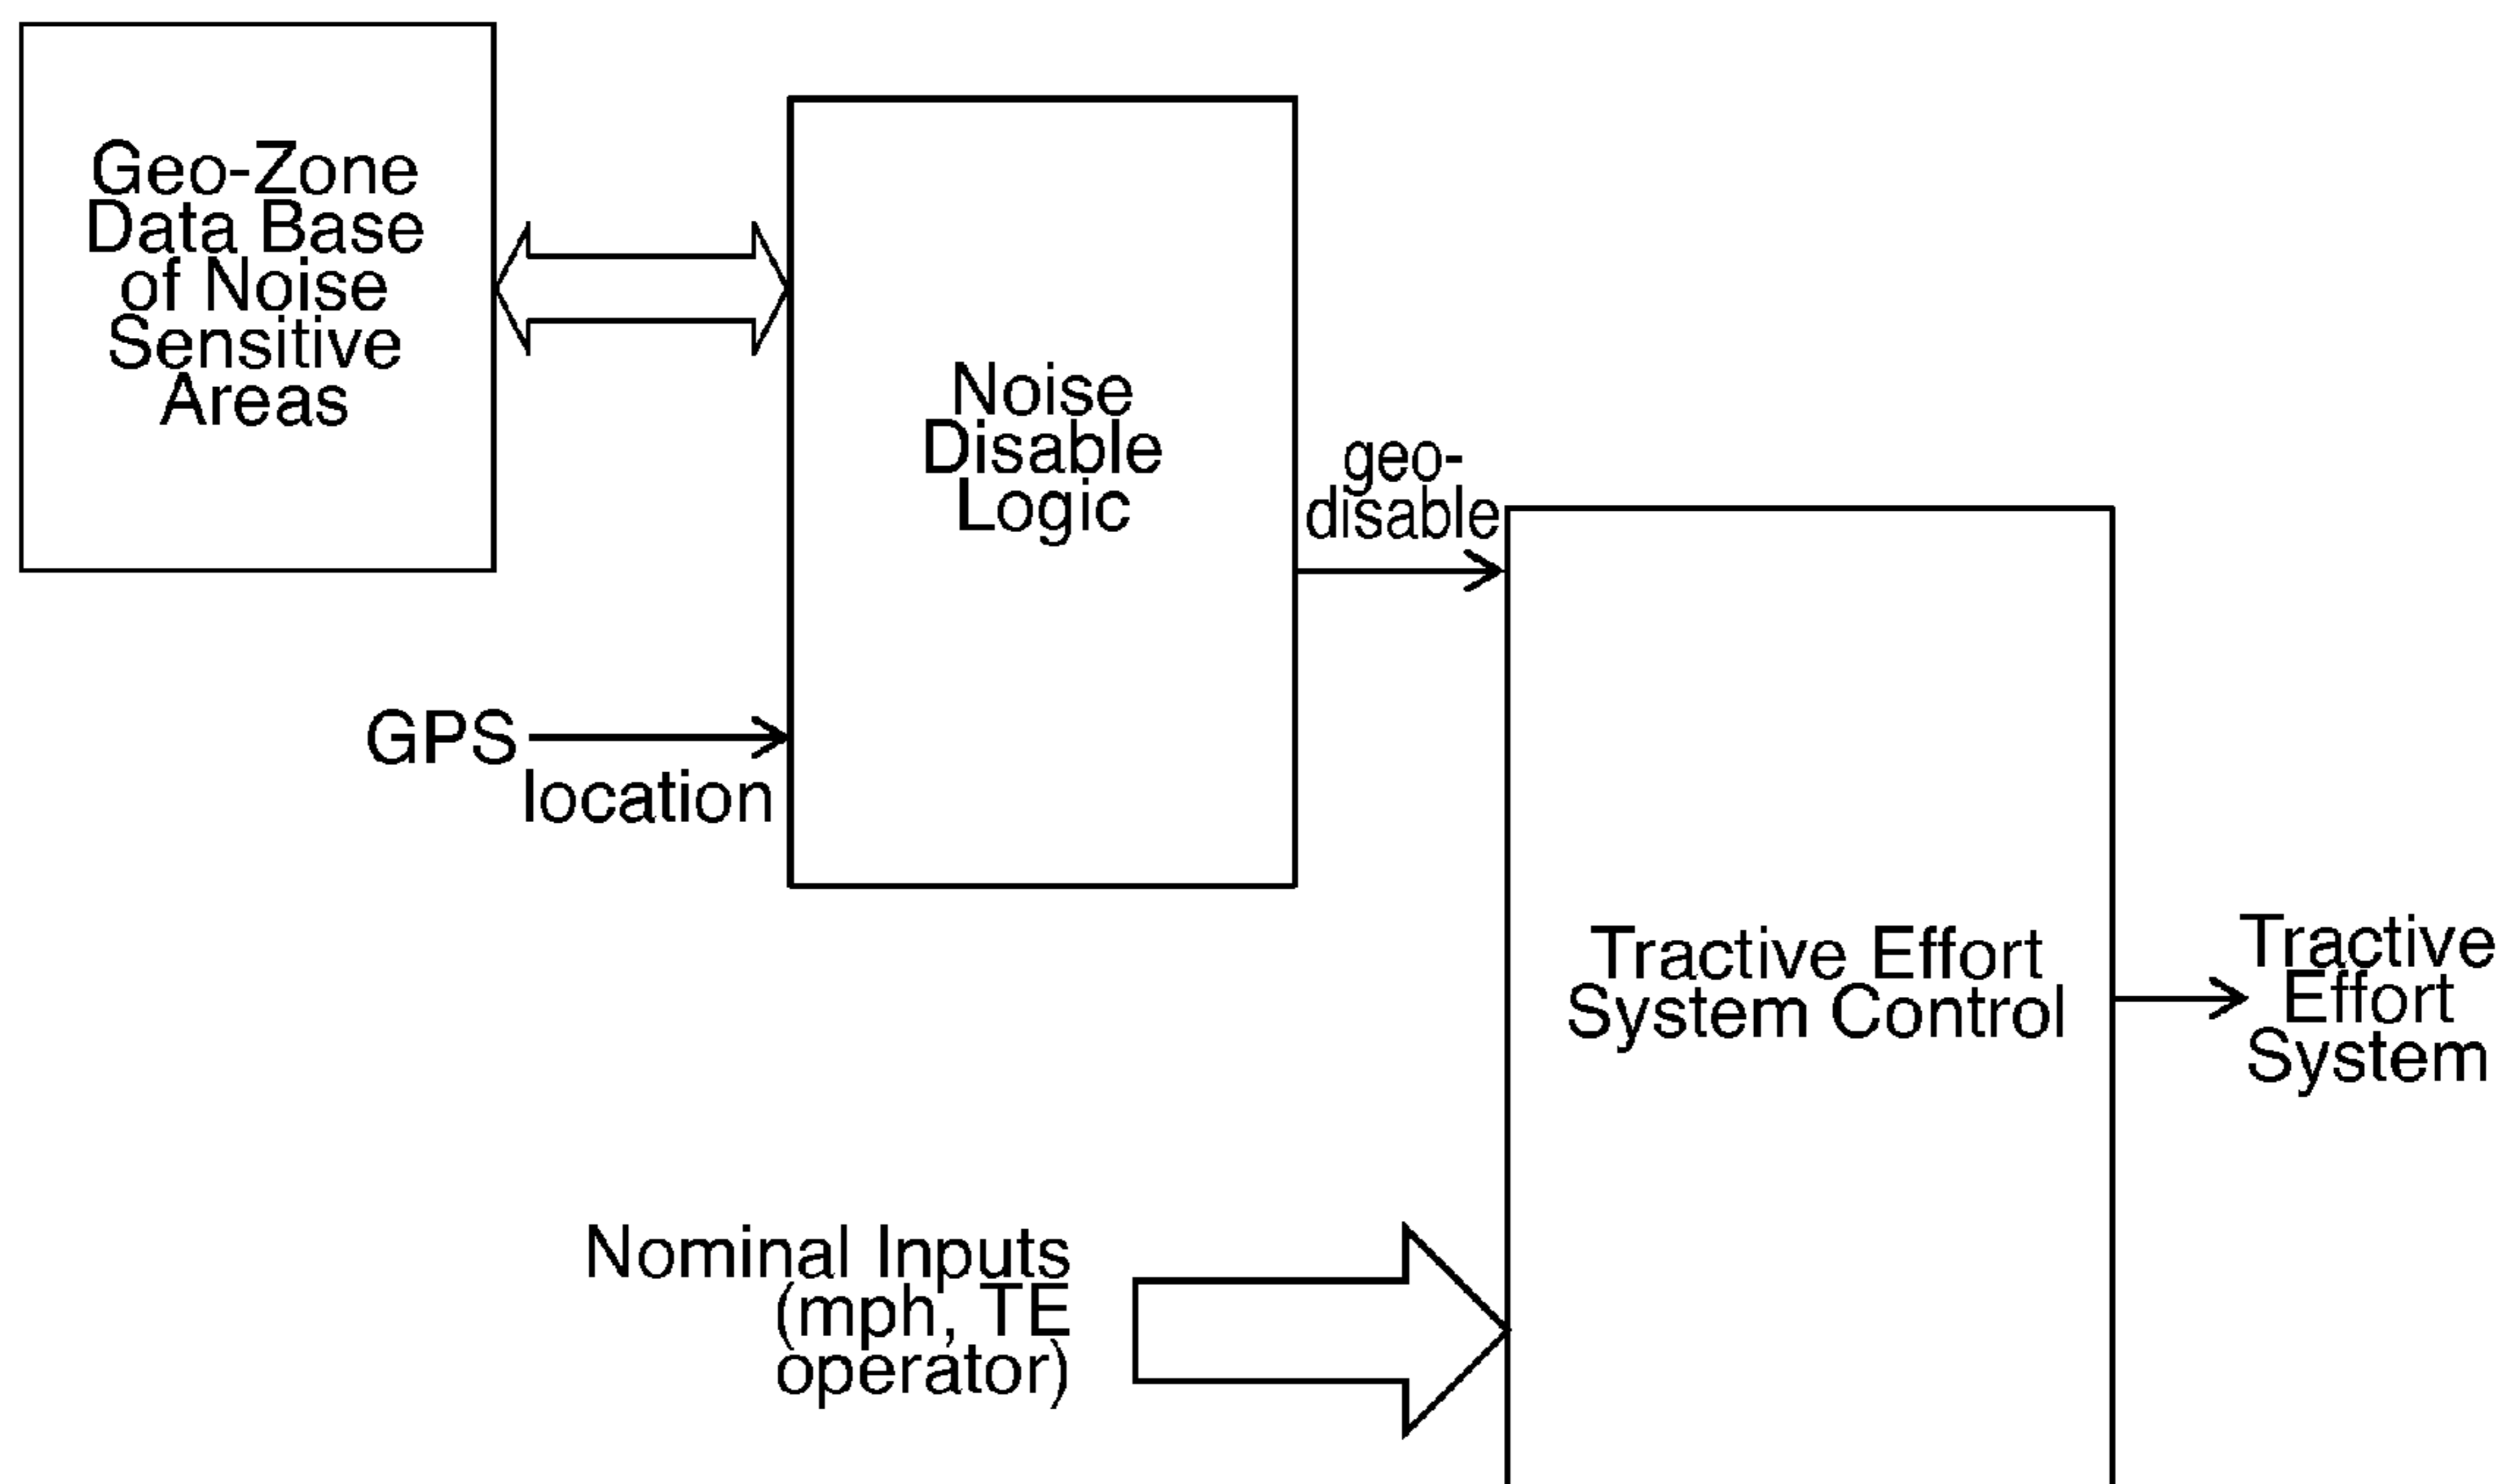 Geo-Zone
Data Base
of Noise
Sensitive
Areas
Noise
Disable
Logic
geo-
disable
GPS
location
Tractive Effort
System Control
Tractive
Effort
System
Nominal Inputs
(mph, TE
operator)